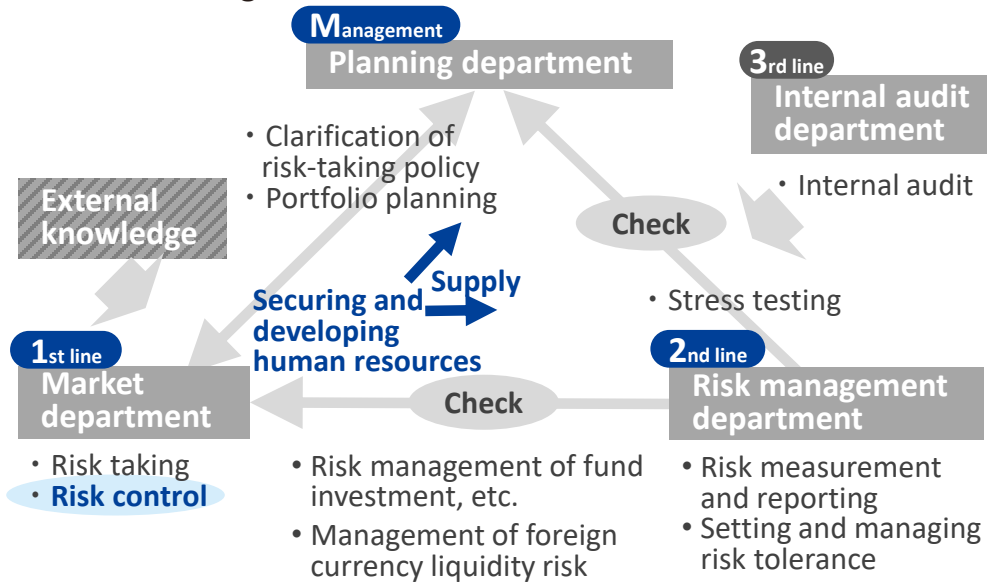 Management
Planning department
3rd line
Internal audit
department
・Internal audit
・Clarification of
risk-taking policy
・Portfolio planning
External
knowledge
Check
Supply
Securing and
developing
human resources
・Stress testing
1st line
Market
department
Check
2nd line
Risk management
department
・Risk taking
・Risk control
• Risk management of fund
investment, etc.
• Management of foreign
currency liquidity risk
• Risk measurement
and reporting
• Setting and managing
risk tolerance